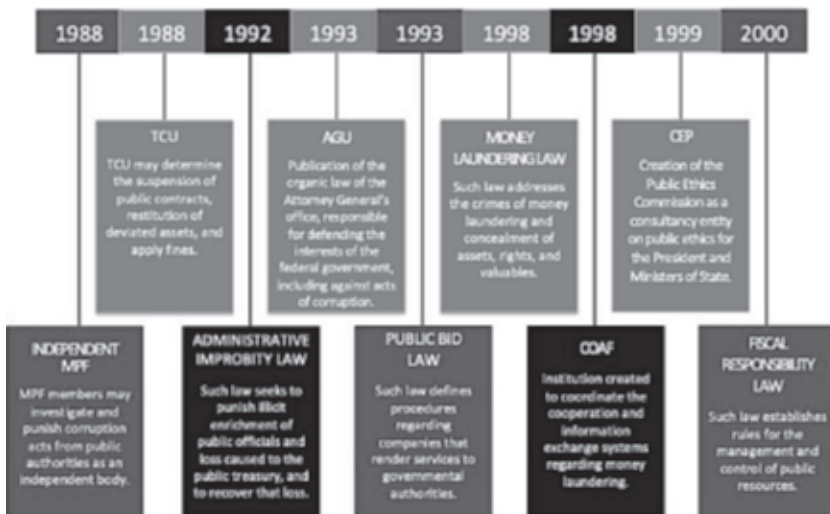 1988 1988 1992 1993 1993 1998 1998 1999 2000
TCU
TCU may determine
the suspension of
public contracts,
restitution of
deviated assets, and
apply fines.
AGU
Publication of the
organic law of the
Attorney General's
office, responsible
for defending the
interests of the
federal government,
including against acts
of corruption.
MONEY
LAUNDERING LAW
Such law addresses
the crimes of money
laundering and
concealment of
assets, rights, and
valuables.
CEP
Creation of the
Public Ethics
Commission as a
consultancy entity
on public ethics for
the President and
Ministers of State.
INDEPENDENT
MPF
MPF members may
investigate and
punish corruption
acts from public
authorities as an
independent body.
ADMINISTRATIVE
IMPROBITY LAW
Such law seeks to
punish illicit
enrichment of
public officials and
loss caused to the
public treasury, and
to recover that loss.
PUBLIC BID
LAW
Such law defines
procedures
regarding
companies that
render services to
governmental
authorities.
COAF
Institution created
to coordinate the
cooperation and
information
exchange systems
regarding money
laundering.
FISCAL
RESPONSIBILITY
LAW
Such law establishes
rules for the
management and
control of public
resources.